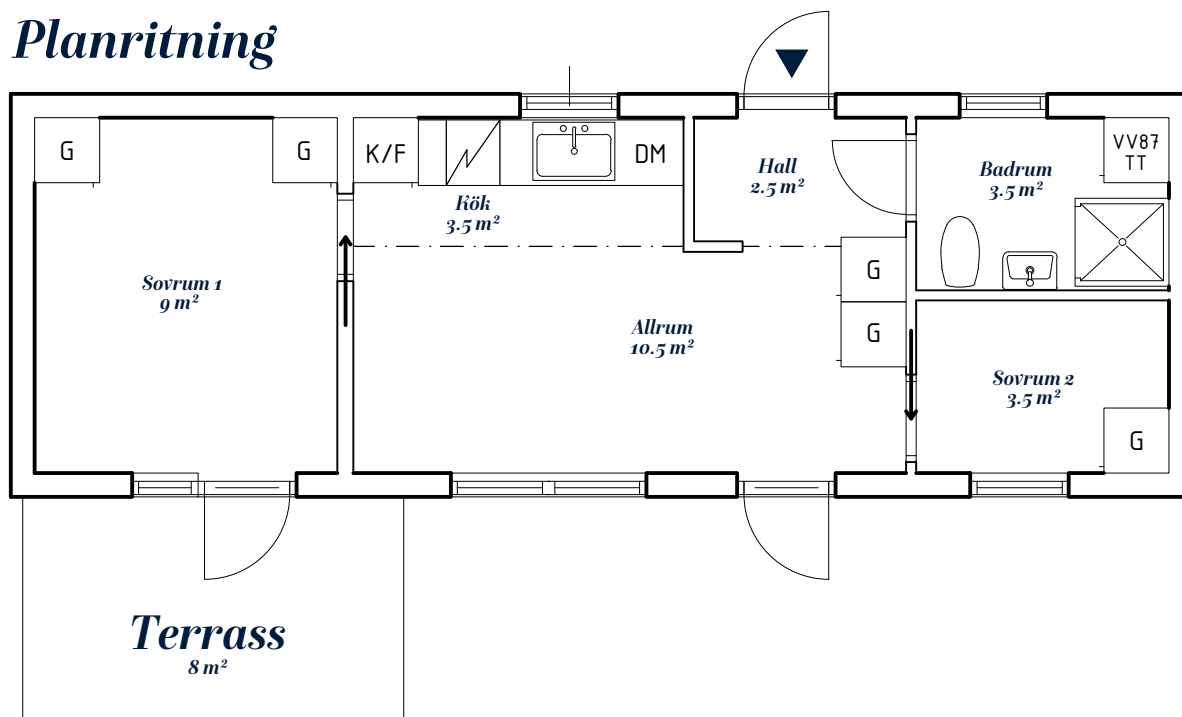 Planritning
G
G
K/F
DM
Hall
2.5 m²
Badrum
3.5 m²
VV87
TT
Kök
3.5 m²
Sovrum 1
9 m²
G
Allrum
10.5 m²
G
Sovrum 2
3.5 m²
G
Terrass
8 m²